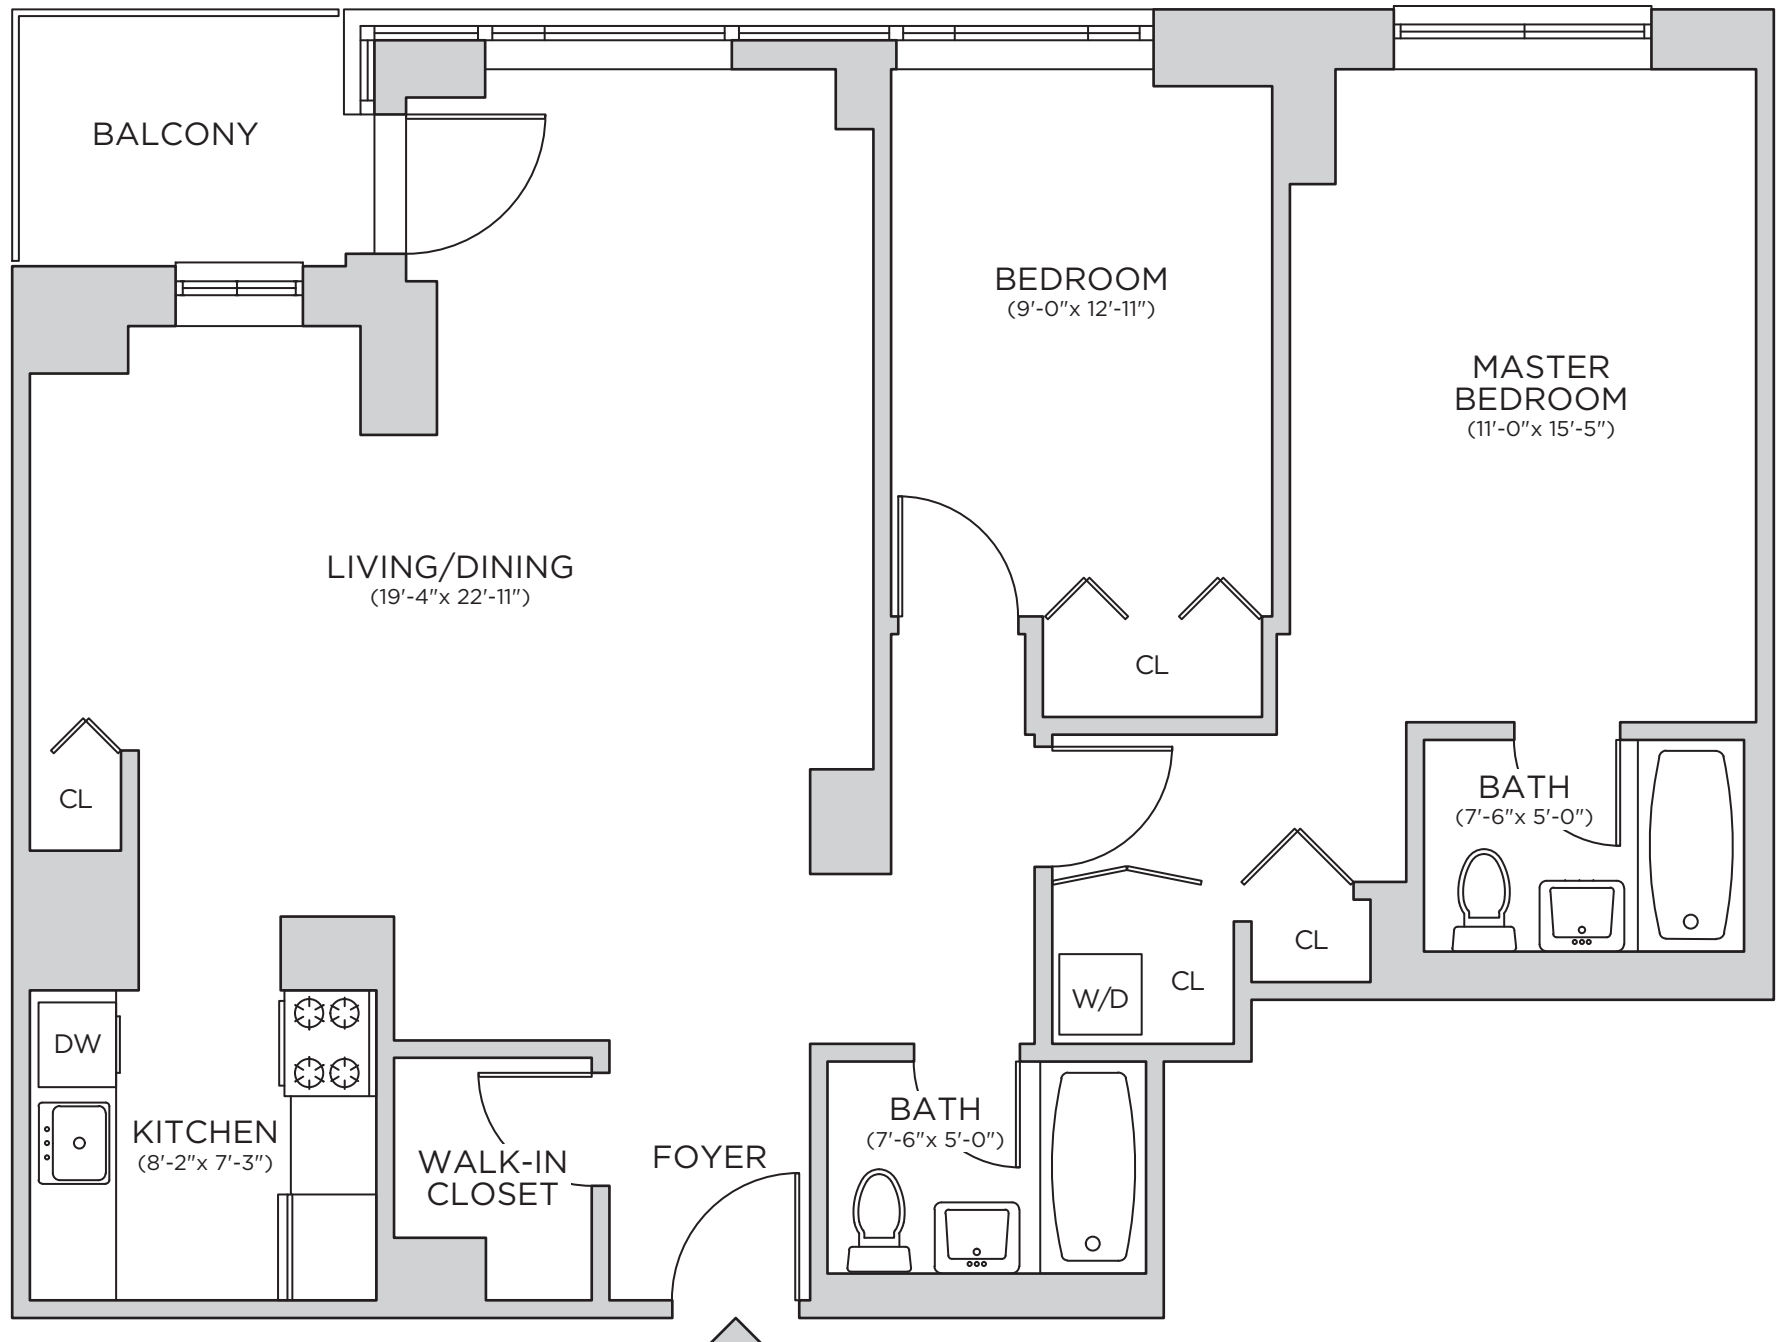 BALCONY
BEDROOM
(9'-0"x 12'-11")
MASTER
BEDROOM
(11'-0"x 15'-5")
LIVING/DINING
(19'-4"x 22'-11")
CL
CL
BATH
(7'-6"x 5'-0")
CL
CL
W/D
DW
KITCHEN
(8'-2"x 7'-3")
WALK-IN
CLOSET
FOYER
BATH
(7'-6"x 5'-0")